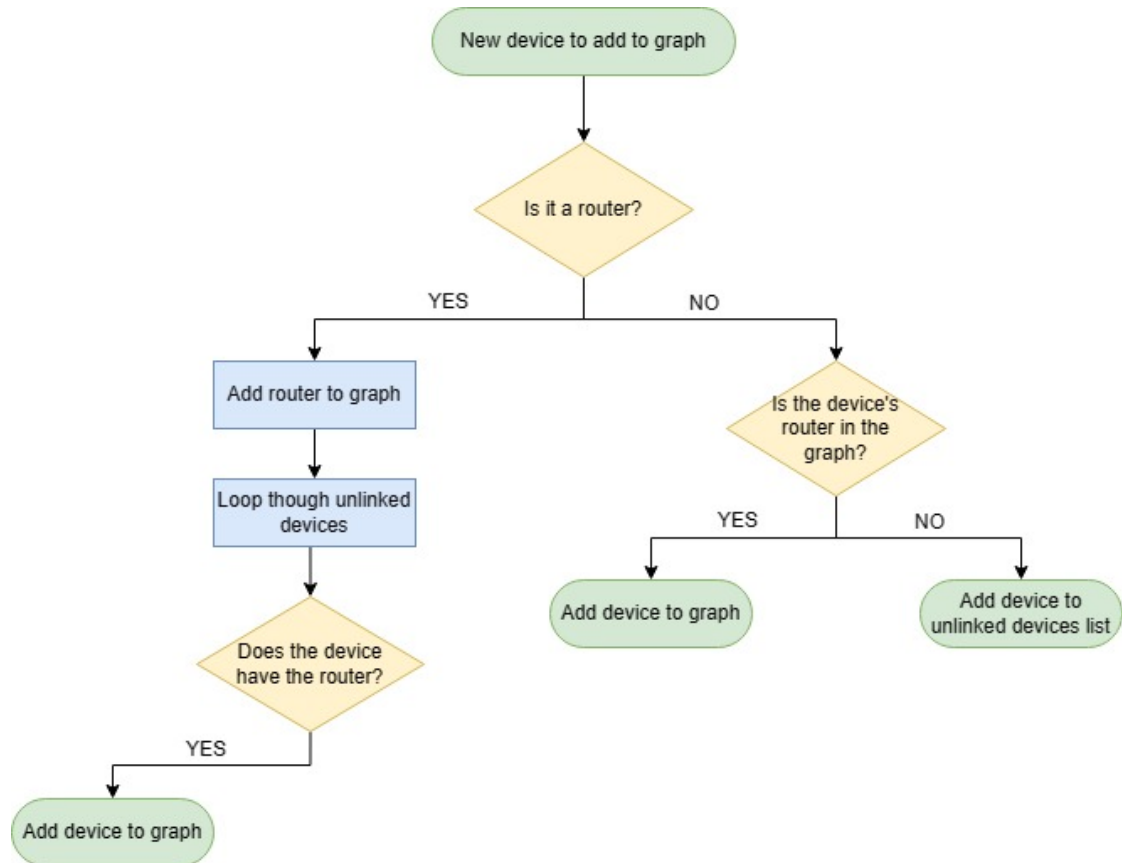 New device to add to graph
Is it a router?
YES
NO
Add router to graph
Is the device's
router in the
graph?
Loop though unlinked
devices
YES
NO
Add device to graph
Add device to
unlinked devices list
Does the device
have the router?
YES
Add device to graph